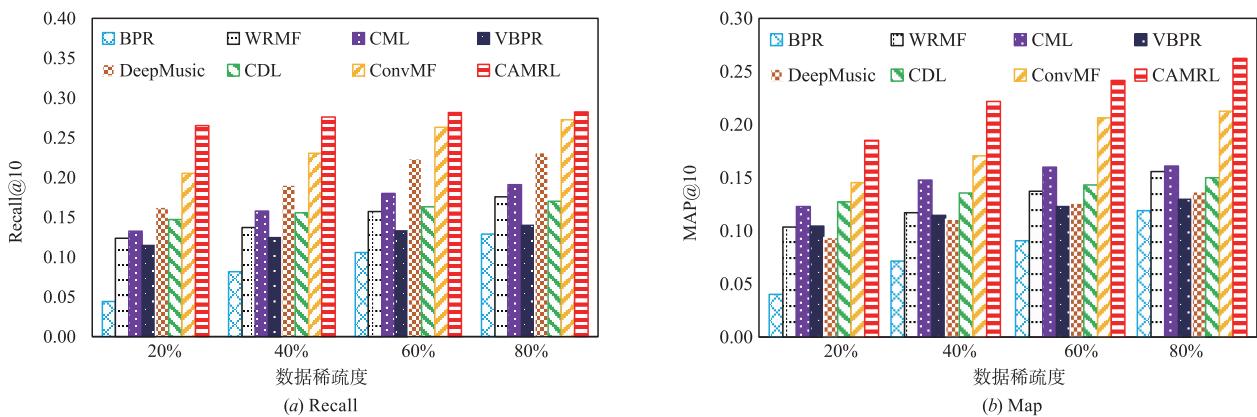 0.40
0.35
0.30
0.25
0.20
0.15
0.10
0.05
0.00
Recall@10
BPR WRMF CML VBPR
DeepMusic CDL ConvMF CAMRL
20% 40% 60% 80%
数据稀疏度
(a) Recall
0.30
0.25
0.20
0.15
0.10
0.05
0.00
MAP@10
BPR WRMF CML VBPR
DeepMusic CDL ConvMF CAMRL
20% 40% 60% 80%
数据稀疏度
(b) Map